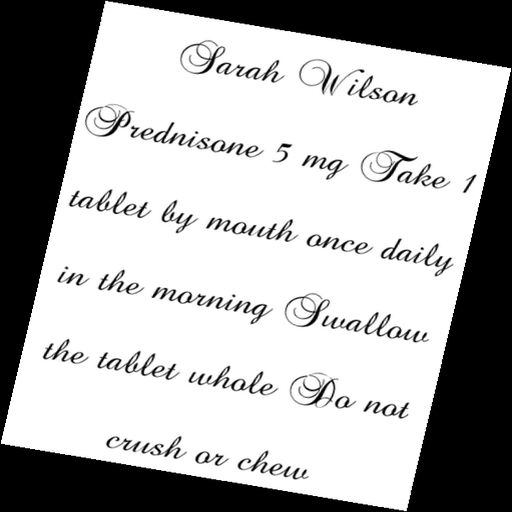 Sarah Wilson
Prednisone 5 mg Take 1
tablet by mouth once daily
in the morning Swallow
the tablet whole Do not
crush or chew